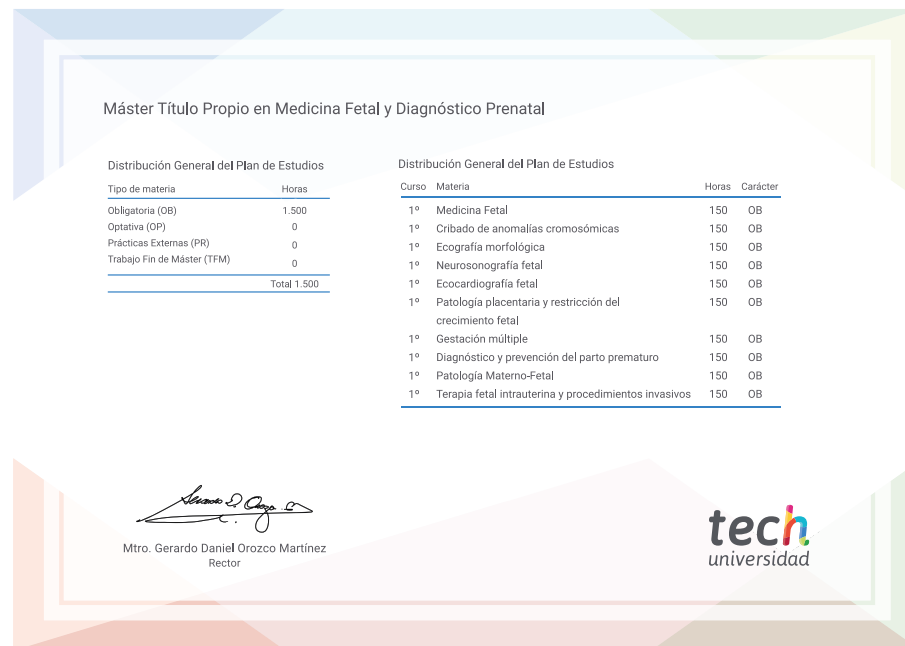 Máster Título Propio en Medicina Fetal y Diagnóstico Prenatal
Distribución General del Plan de Estudios
Tipo de materia Horas
Obligatoria (OB) 1.500
Optativa (OP) 0
Prácticas Externas (PR) 0
Trabajo Fin de Máster (TFM) 0
Total 1.500
Distribución General del Plan de Estudios
Curso Materia Horas Carácter
1º Medicina Fetal 150 OB
1º Cribado de anomalías cromosómicas 150 OB
1º Ecografía morfológica 150 OB
1º Neurosonografía fetal 150 OB
1º Ecocardiografía fetal 150 OB
1º Patología placentaria y restricción del 150 OB
crecimiento fetal
1º Gestación múltiple 150 OB
1º Diagnóstico y prevención del parto prematuro 150 OB
1º Patología Materno-Fetal 150 OB
1º Terapia fetal intrauterina y procedimientos invasivos 150 OB
Mtro. Gerardo Daniel Orozco Martínez
Rector
tech
universidad